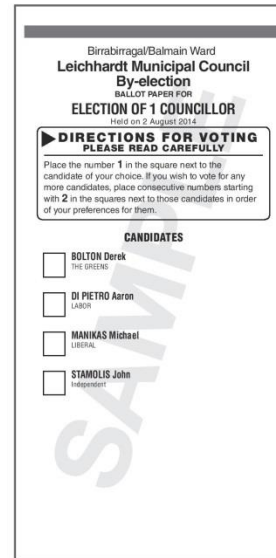 Birrabirragal/Balmain Ward
Leichhardt Municipal Council
By-election
BALLOT PAPER FOR
ELECTION OF 1 COUNCILLOR
Held on 2 August 2014
DIRECTIONS FOR VOTING
PLEASE READ CAREFULLY
Place the number 1 in the square next to the
candidate of your choice. If you wish to vote for any
more candidates, place consecutive numbers starting
with 2 in the squares next to those candidates in order
of your preferences for them.
CANDIDATES
BOLTON Derek
THE GREENS
DI PIETRO Aaron
LABOR
MANIKAS Michael
LIBERAL
STAMOLIS John
Independent
SAMPLE